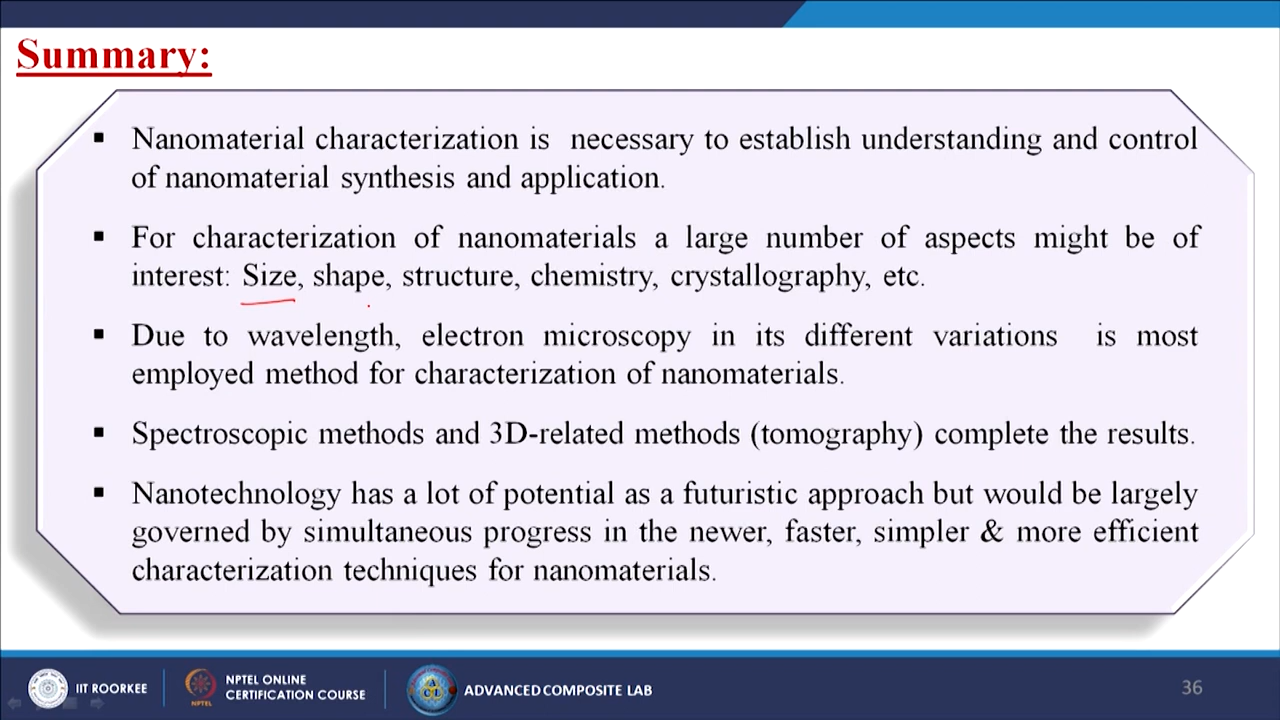 Summary:
▪ Nanomaterial characterization is necessary to establish understanding and control
of nanomaterial synthesis and application.
▪ For characterization of nanomaterials a large number of aspects might be of
interest: Size, shape, structure, chemistry, crystallography, etc.
▪ Due to wavelength, electron microscopy in its different variations is most
employed method for characterization of nanomaterials.
▪ Spectroscopic methods and 3D-related methods (tomography) complete the results.
▪ Nanotechnology has a lot of potential as a futuristic approach but would be largely
governed by simultaneous progress in the newer, faster, simpler & more efficient
characterization techniques for nanomaterials.
IIT ROORKEE
NPTEL ONLINE
CERTIFICATION COURSE
NPTEL
ADVANCED COMPOSITE LAB
36